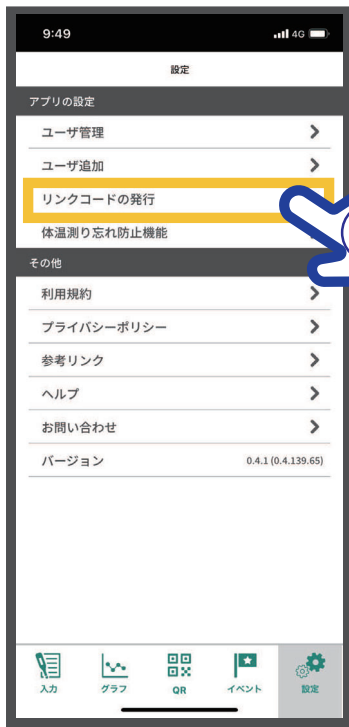 9:49 4G
設定
アプリの設定
ユーザ管理
ユーザ追加
リンクコードの発行
体温測り忘れ防止機能
その他
利用規約
プライバシーポリシー
参考リンク
ヘルプ
お問い合わせ
バージョン 0.4.1 (0.4.139.65)
入力 グラフ QR イベント 設定